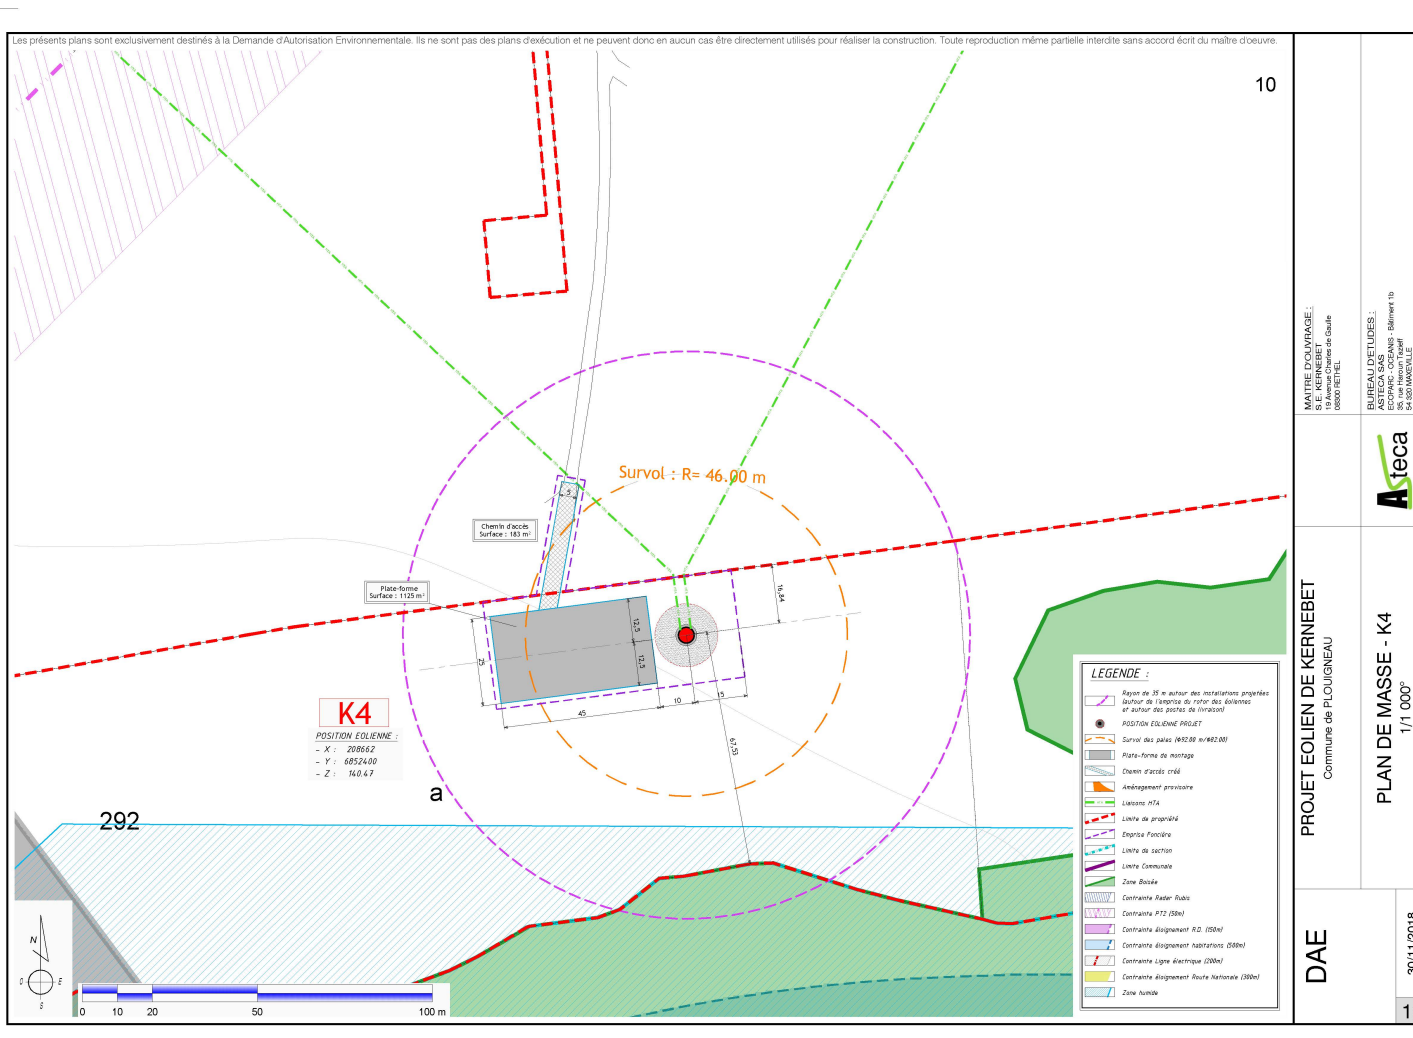 Les présents plans sont exclusivement destinés à la Demande d'Autorisation Environnementale. Ils ne sont pas des plans d'exécution et ne peuvent donc en aucun cas être directement utilisés pour réaliser la construction. Toute reproduction même partielle interdite sans accord écrit du maître d'oeuvre.
10
Survol : R= 46.00 m
5
Chemin d'accès
Surface : 183 m²
Plate-forme
Surface : 1125 m²
16,84
12,5
12,5
25
45
10
15
67,53
K4
POSITION EOLIENNE :
- X : 208662
- Y : 6852400
- Z : 140.47
a
292
N
O
E
S
0
10
20
50
100 m
LEGENDE :
Rayon de 35 m autour des installations projetées
(autour de l'emprise du rotor des éoliennes
et autour des postes de livraison)
POSITION EOLIENNE PROJET
Survol des pales (Φ92.00 m/Φ82.00)
Plate-forme de montage
Chemin d'accès créé
Aménagement provisoire
Liaisons HTA
Limite de propriété
Emprise Foncière
Limite de section
Limite Communale
Zone Boisée
Contrainte Radar Rubis
Contrainte PT2 (50m)
Contrainte éloignement R.D. (150m)
Contrainte éloignement habitations (500m)
Contrainte Ligne électrique (200m)
Contrainte éloignement Route Nationale (300m)
Zone humide
MAITRE D'OUVRAGE :
S.E. KERNEBET
19 Avenue Charles de Gaulle
08300 RETHEL
BUREAU D'ETUDES :
ASTECA SAS
ECOPARC - OCEANIS - Bâtiment 1b
35, rue Haroun Tazieff
54 320 MAXEVILLE
Asteca
PROJET EOLIEN DE KERNEBET
Commune de PLOUIGNEAU
PLAN DE MASSE - K4
1/1 000°
DAE
30/11/2018
1